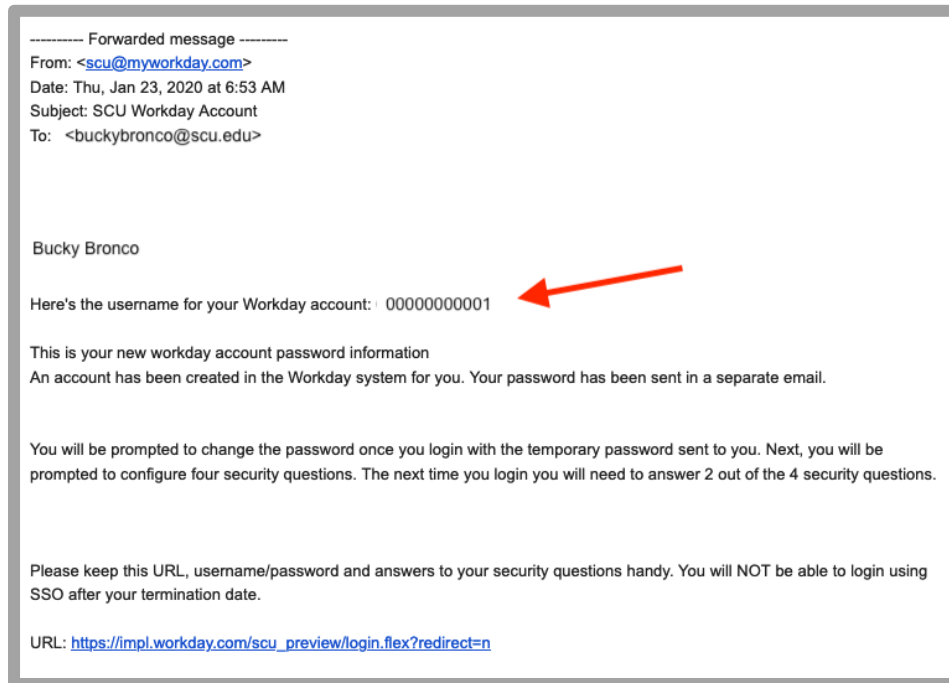 ---------- Forwarded message ---------
From: <scu@myworkday.com>
Date: Thu, Jan 23, 2020 at 6:53 AM
Subject: SCU Workday Account
To: <buckybronco@scu.edu>
Bucky Bronco
Here's the username for your Workday account: 00000000001
This is your new workday account password information
An account has been created in the Workday system for you. Your password has been sent in a separate email.
You will be prompted to change the password once you login with the temporary password sent to you. Next, you will be
prompted to configure four security questions. The next time you login you will need to answer 2 out of the 4 security questions.
Please keep this URL, username/password and answers to your security questions handy. You will NOT be able to login using
SSO after your termination date.
URL: https://impl.workday.com/scu_preview/login.flex?redirect=n